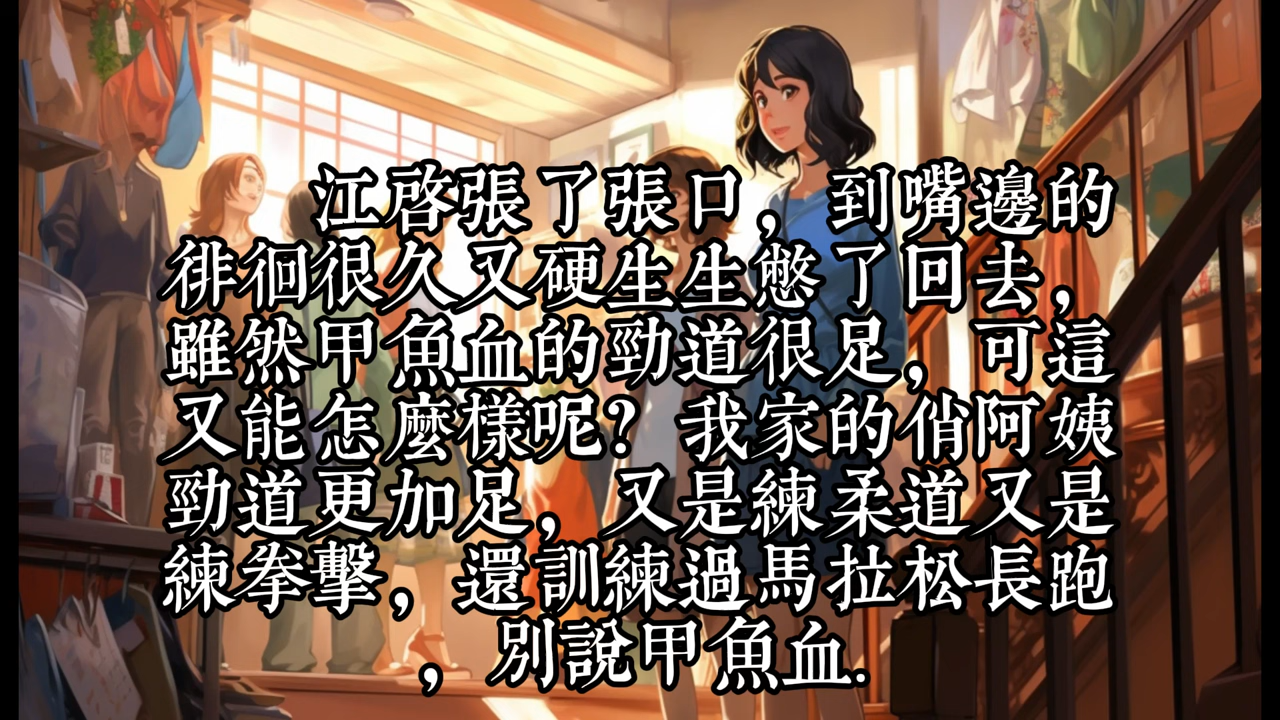 江啓張了張口，到嘴邊的
徘徊很久又硬生生憋了回去，
雖然甲魚血的勁道很足，可這
又能怎麼樣呢？我家的俏阿姨
勁道更加足，又是練柔道又是
練拳擊，還訓練過馬拉松長跑
，別說甲魚血.